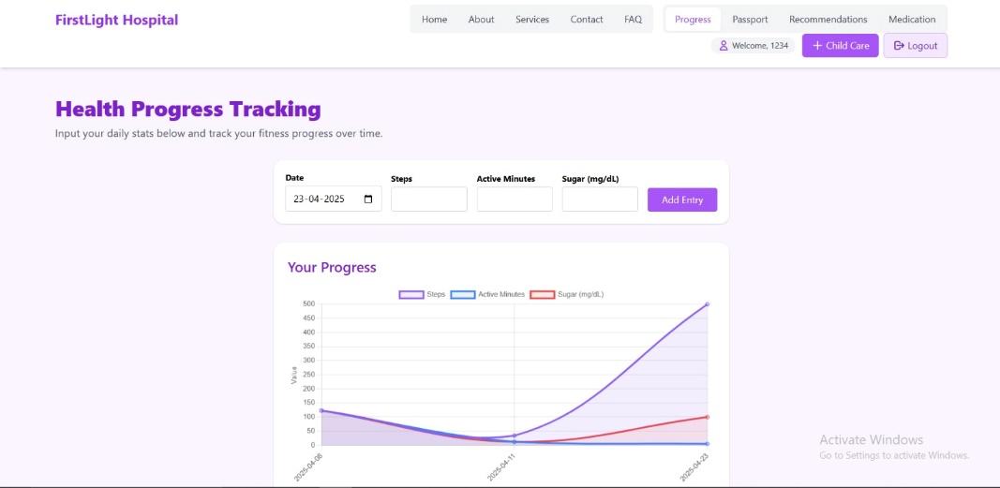 FirstLight Hospital
Home About Services Contact FAQ Progress Passport Recommendations Medication
Welcome, 1234 + Child Care Logout
Health Progress Tracking
Input your daily stats below and track your fitness progress over time.
Date Steps Active Minutes Sugar (mg/dL)
23-04-2025 Add Entry
Your Progress
Steps Active Minutes Sugar (mg/dL)
500
450
400
350
300
250
200
150
100
50
0
Value
2025-04-06 2025-04-11 2025-04-23
Activate Windows
Go to Settings to activate Windows.